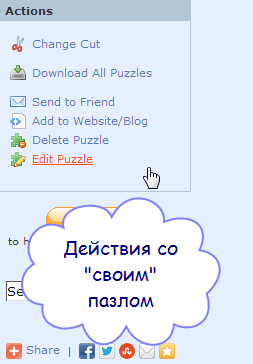 Actions
Change Cut
Download All Puzzles
Send to Friend
Add to Website/Blog
Delete Puzzle
Edit Puzzle
to
Действия со
"своим"
пазлом
Share |